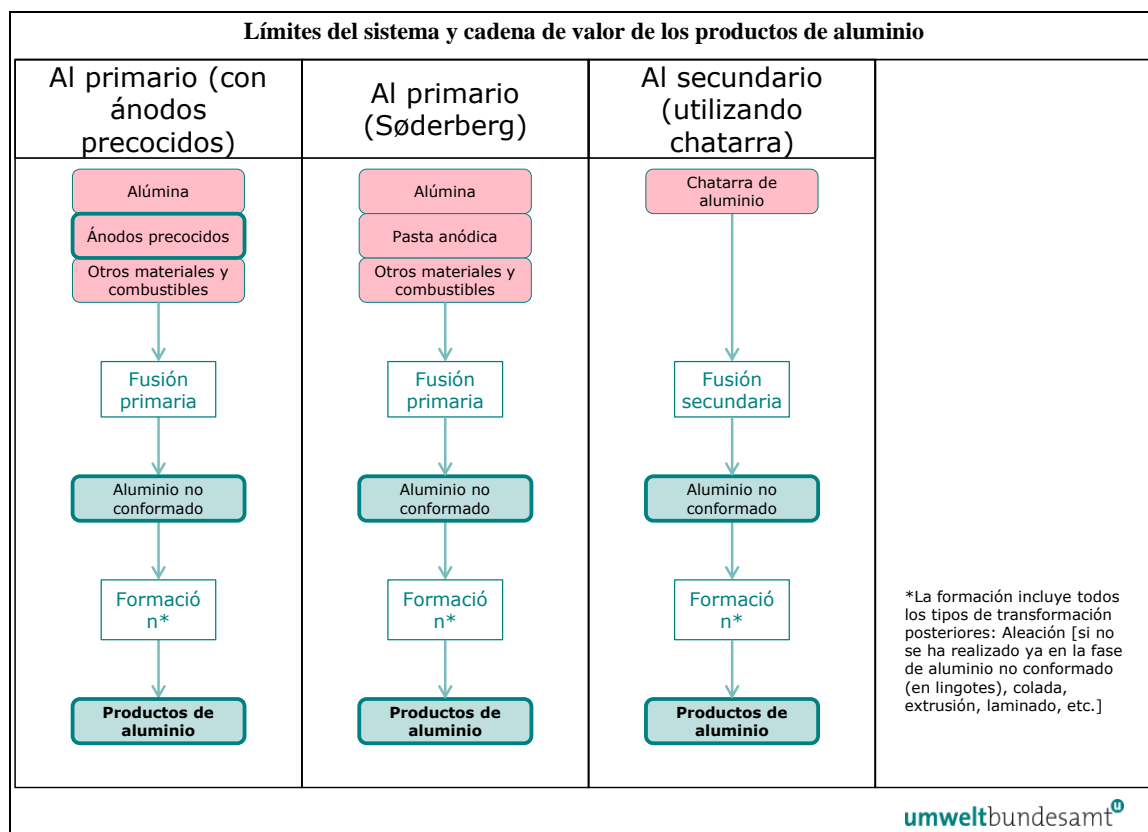 Límites del sistema y cadena de valor de los productos de aluminio
Al primario (con
ánodos
precocidos)
Alúmina
Ánodos precocidos
Otros materiales y
combustibles
Fusión
primaria
Aluminio no
conformado
Formació
n*
Productos de
aluminio
Al primario
(Søderberg)
Alúmina
Pasta anódica
Otros materiales y
combustibles
Fusión
primaria
Aluminio no
conformado
Formació
n*
Productos de
aluminio
Al secundario
(utilizando
chatarra)
Chatarra de
aluminio
Fusión
secundaria
Aluminio no
conformado
Formació
n*
Productos de
aluminio
*La formación incluye todos
los tipos de transformación
posteriores: Aleación [si no
se ha realizado ya en la fase
de aluminio no conformado
(en lingotes), colada,
extrusión, laminado, etc.]
umweltbundesamt u